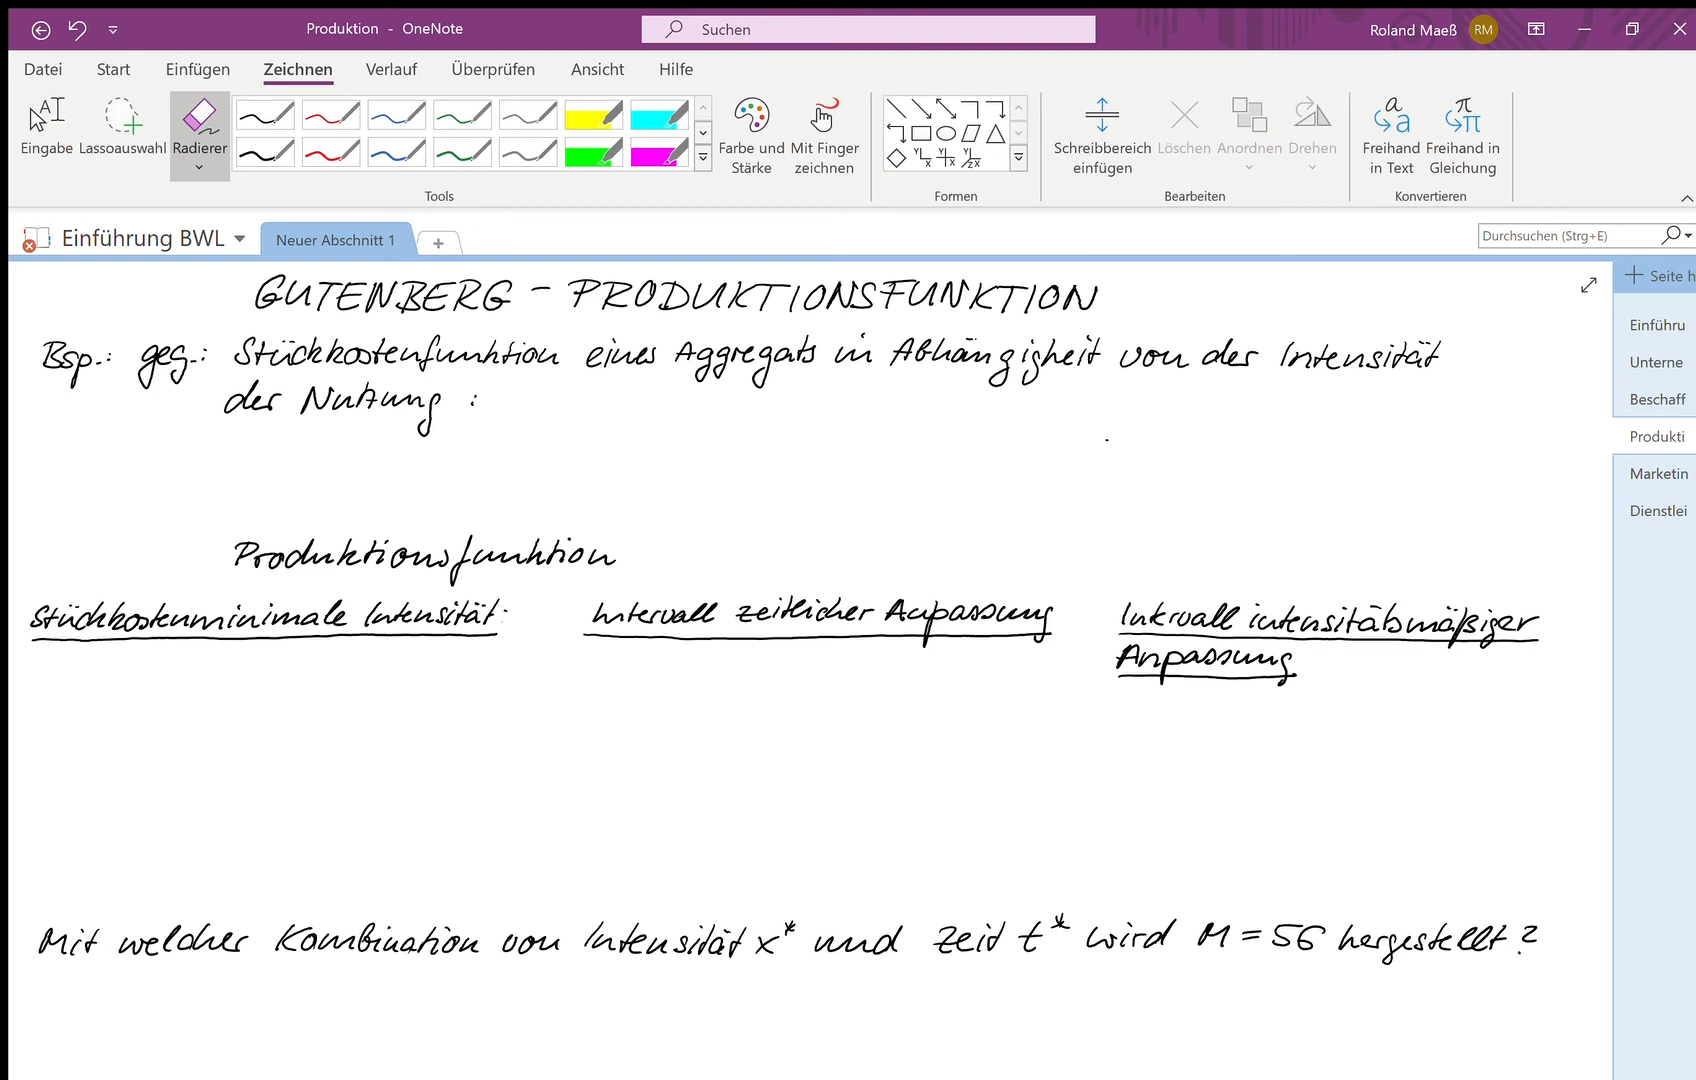 Produktion - OneNote
Suchen
Roland Maeß
RM
Datei Start Einfügen Zeichnen Verlauf Überprüfen Ansicht Hilfe
Eingabe Lassoauswahl Radierer
Farbe und Stärke
Mit Finger zeichnen
Schreibbereich einfügen
Löschen Anordnen Drehen
Freihand in Text
Freihand in Gleichung
Tools Formen Bearbeiten Konvertieren
Einführung BWL
Neuer Abschnitt 1
Durchsuchen (Strg+E)
Seite h
Einführu
Unterne
Beschaff
Produkti
Marketin
Dienstlei
GUTENBERG - PRODUKTIONSFUNKTION
Bsp.: geg.: Stückkostenfunktion eines Aggregats in Abhängigkeit von der Intensität
der Nutzung :
Produktionsfunktion
Stückkostenminimale Intensität:
Intervall zeitlicher Anpassung
Intervall intensitätsmäßiger
Anpassung
Mit welcher Kombination von Intensität x* und Zeit t* wird M = 56 hergestellt?